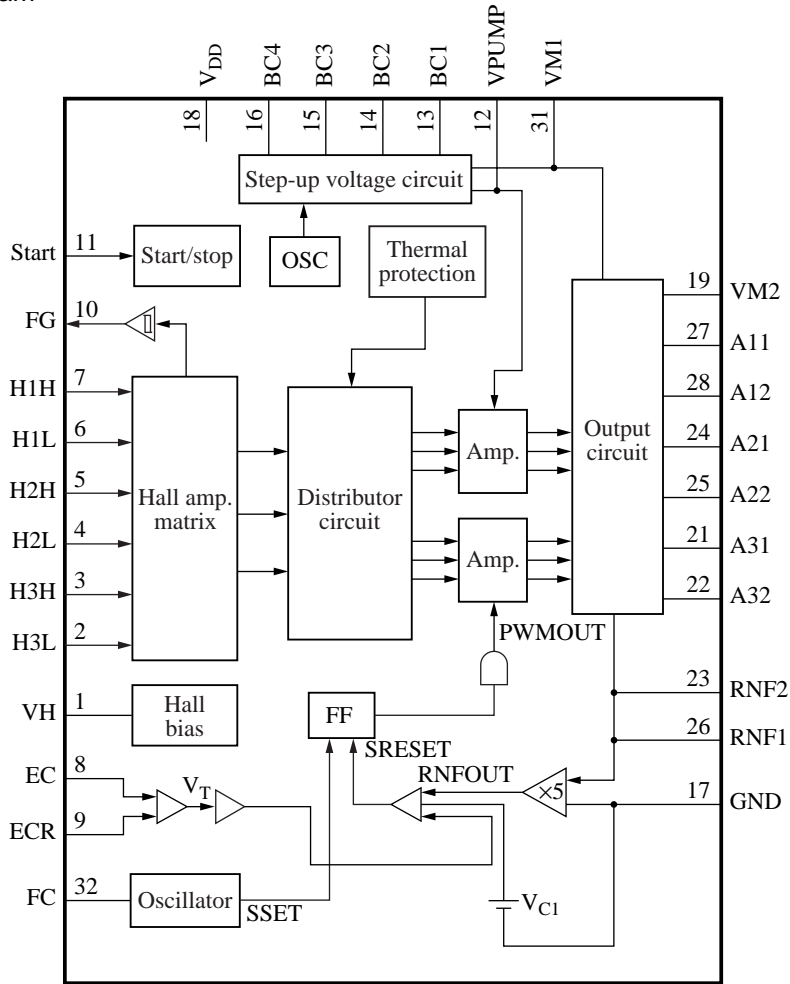 V_DD
BC4
BC3
BC2
BC1
VPUMP
VM1
18
16
15
14
13
12
31
Step-up voltage circuit
Start
11
Start/stop
OSC
Thermal
protection
FG
10
19
VM2
27
A11
28
A12
24
A21
25
A22
21
A31
22
A32
H1H
7
H1L
6
H2H
5
H2L
4
H3H
3
H3L
2
Hall amp.
matrix
Distributor
circuit
Amp.
Amp.
Output
circuit
PWMOUT
23
RNF2
26
RNF1
VH
1
Hall
bias
FF
SRESET
RNFOUT
×5
17
GND
EC
8
V_T
ECR
9
FC
32
Oscillator
SSET
V_C1